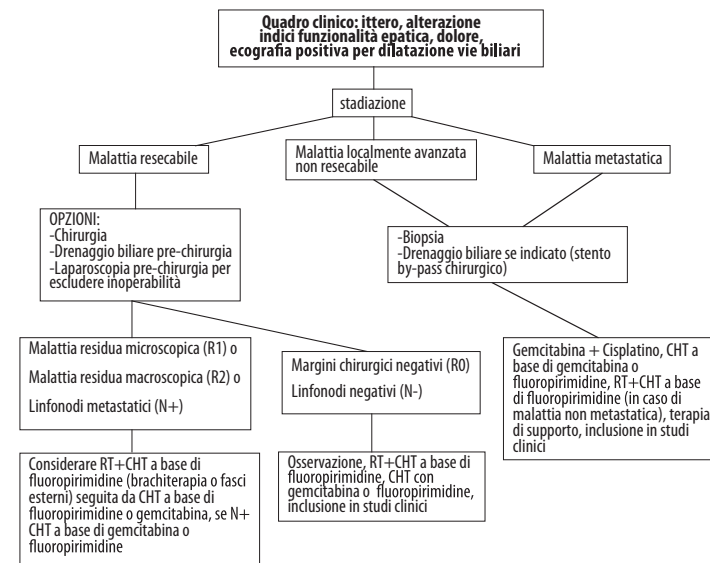 Quadro clinico: ittero, alterazione
indici funzionalità epatica, dolore,
ecografia positiva per dilatazione vie biliari
stadiazione
Malattia resecabile
Malattia localmente avanzata
non resecabile
Malattia metastatica
OPZIONI:
-Chirurgia
-Drenaggio biliare pre-chirurgia
-Laparoscopia pre-chirurgia per
escludere inoperabilità
-Biopsia
-Drenaggio biliare se indicato (stento
by-pass chirurgico)
Malattia residua microscopica (R1) o
Malattia residua macroscopica (R2) o
Linfonodi metastatici (N+)
Margini chirurgici negativi (R0)
Linfonodi negativi (N-)
Gemcitabina + Cisplatino, CHT a
base di gemcitabina o
fluoropirimidine, RT+CHT a base
di fluoropirimidine (in caso di
malattia non metastatica), terapia
di supporto, inclusione in studi
clinici
Considerare RT+CHT a base di
fluoropirimidine (brachiterapia o fasci
esterni) seguita da CHT a base di
fluoropirimidine o gemcitabina, se N+
CHT a base di gemcitabina o
fluoropirimidine
Osservazione, RT+CHT a base di
fluoropirimidine, CHT con
gemcitabina o fluoropirimidine,
inclusione in studi clinici